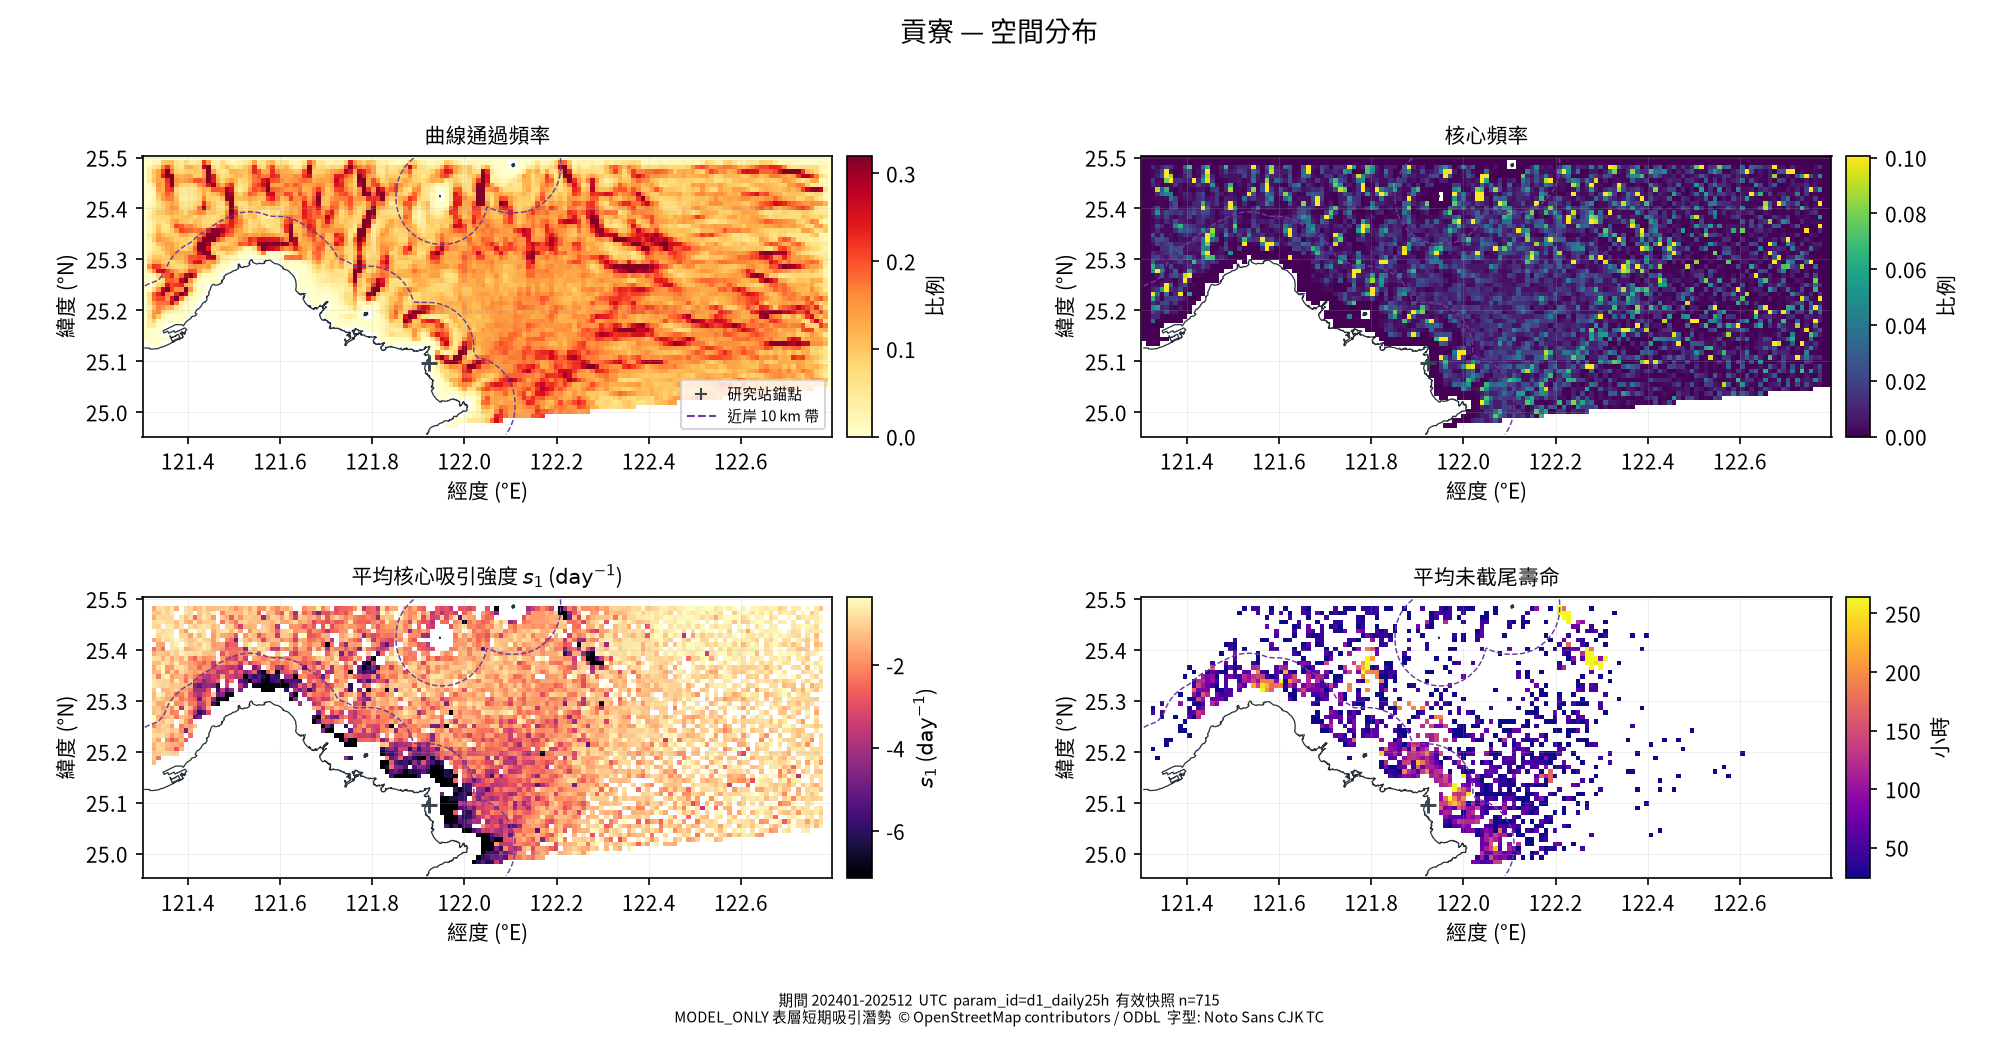 貢寮 — 空間分布
曲線通過頻率
25.5
25.4
25.3
25.2
25.1
25.0
121.4 121.6 121.8 122.0 122.2 122.4 122.6
緯度 (°N)
經度 (°E)
研究站錨點
近岸 10 km 帶
0.3
0.2
0.1
0.0
比例
核心頻率
25.5
25.4
25.3
25.2
25.1
25.0
121.4 121.6 121.8 122.0 122.2 122.4 122.6
緯度 (°N)
經度 (°E)
0.10
0.08
0.06
0.04
0.02
0.00
比例
平均核心吸引強度 s₁ (day⁻¹)
25.5
25.4
25.3
25.2
25.1
25.0
121.4 121.6 121.8 122.0 122.2 122.4 122.6
緯度 (°N)
經度 (°E)
-2
-4
-6
s₁ (day⁻¹)
平均未截尾壽命
25.5
25.4
25.3
25.2
25.1
25.0
121.4 121.6 121.8 122.0 122.2 122.4 122.6
緯度 (°N)
經度 (°E)
250
200
150
100
50
小時
期間 202401-202512 UTC param_id=d1_daily25h 有效快照 n=715
MODEL_ONLY 表層短期吸引潛勢 © OpenStreetMap contributors / ODbL 字型: Noto Sans CJK TC